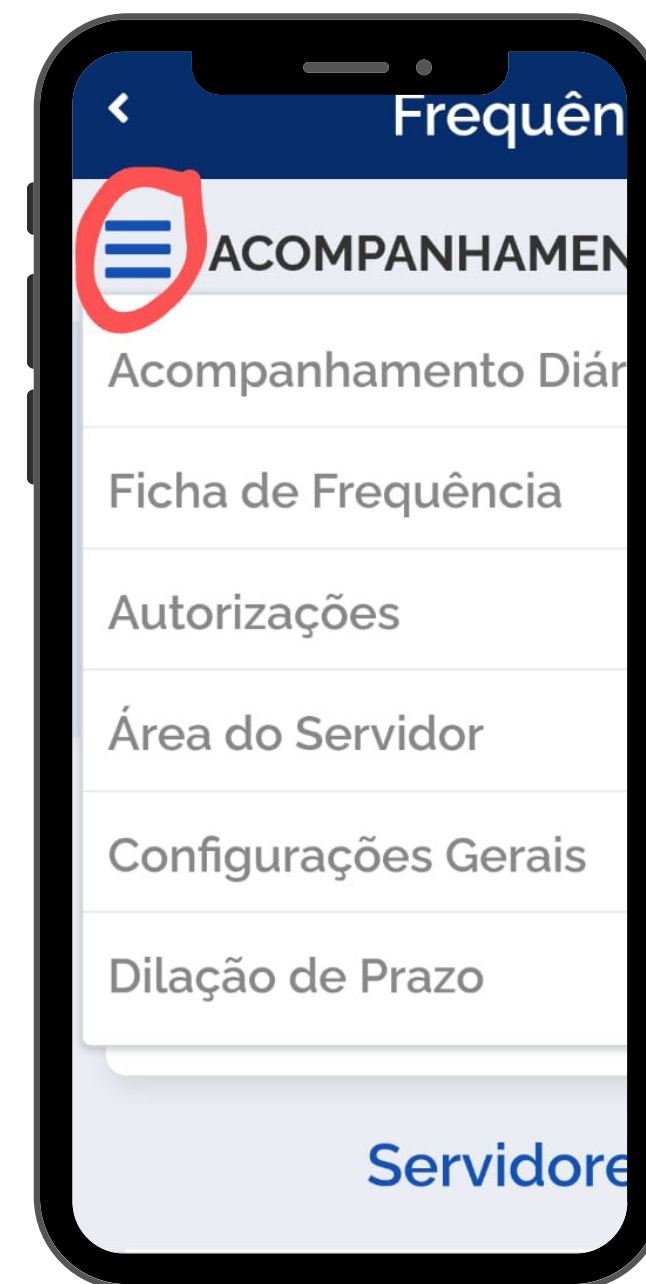 Frequên
ACOMPANHAMEN
Acompanhamento Diár
Ficha de Frequência
Autorizações
Área do Servidor
Configurações Gerais
Dilação de Prazo
Servidore